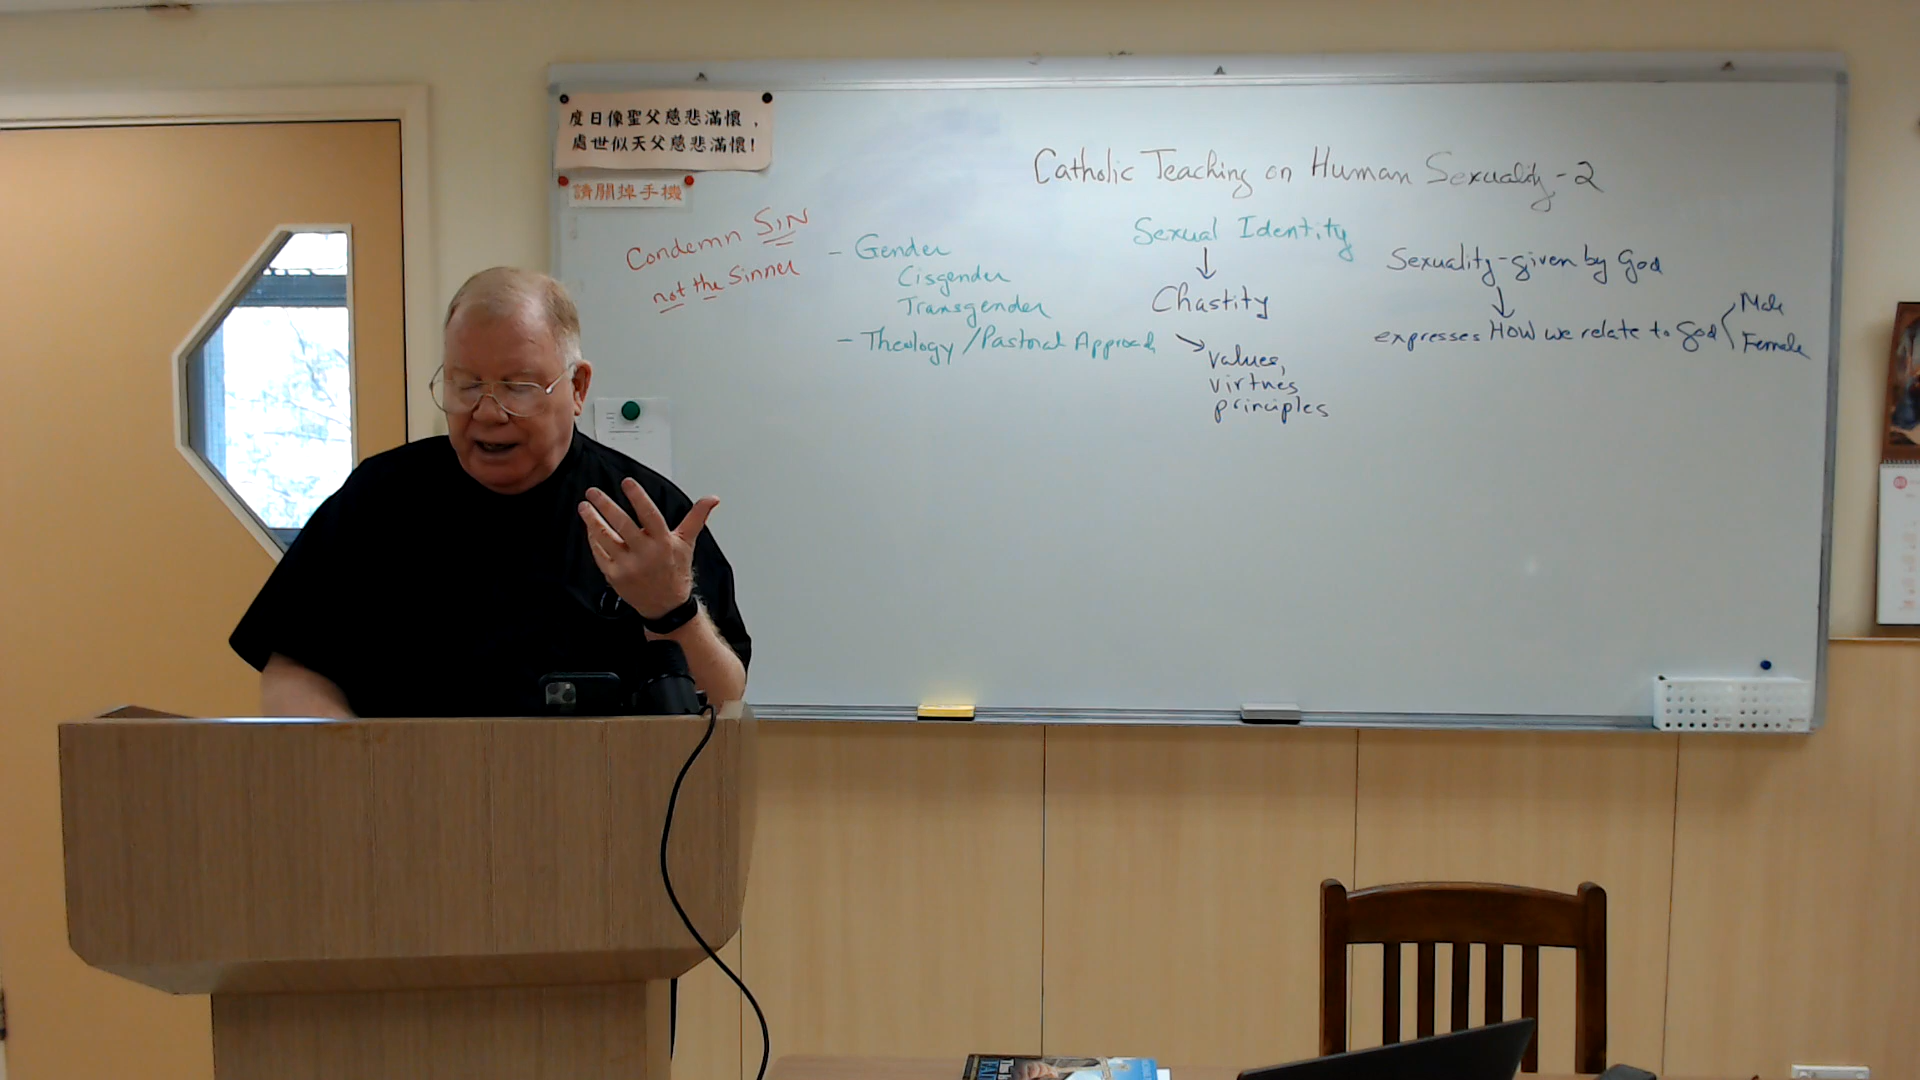 度日像聖父慈悲滿懷，
處世似天父慈悲滿懷!
請關掉手機
Catholic Teaching on Human Sexuality - 2
Condemn SIN
not the Sinner
- Gender
Cisgender
Transgender
- Theology / Pastoral Approach
Sexual Identity
↓
Chastity
values,
virtues,
principles
Sexuality - given by God
↓
expresses How we relate to God
Male
Female